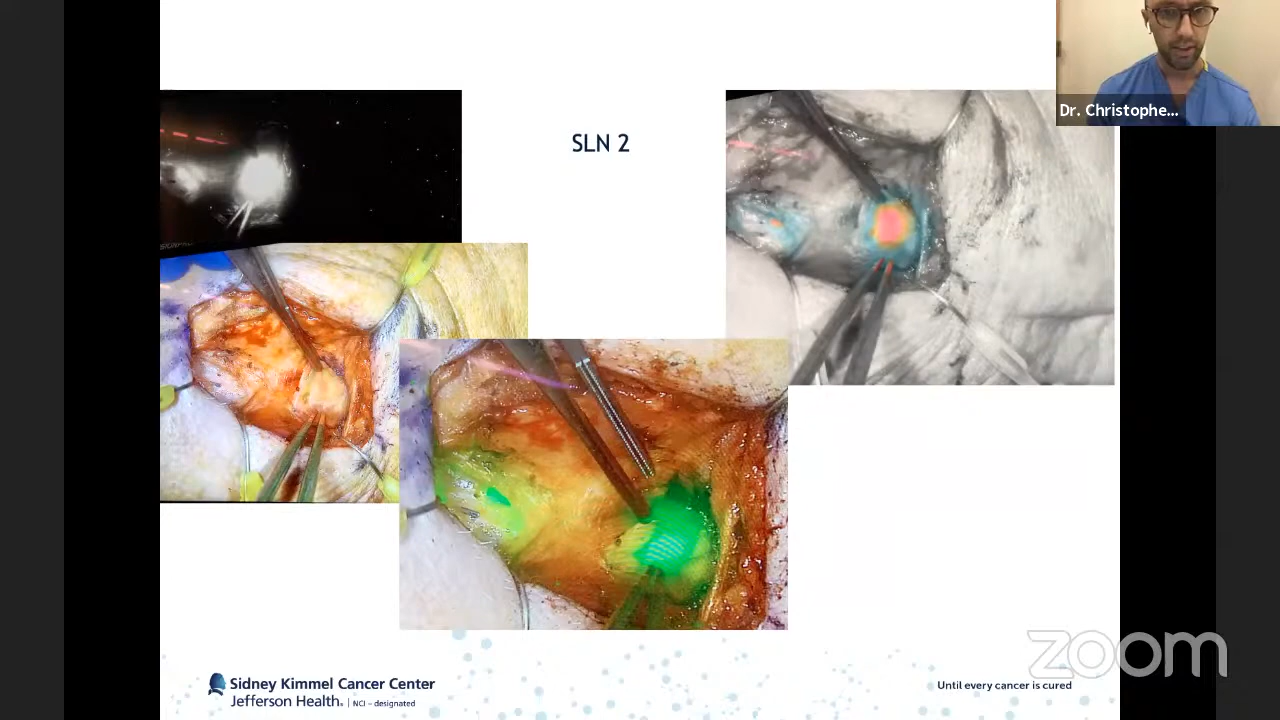 SLN 2
Dr. Christophe...
zoom
Sidney Kimmel Cancer Center
Jefferson Health. | NCI – designated
Until every cancer is cured